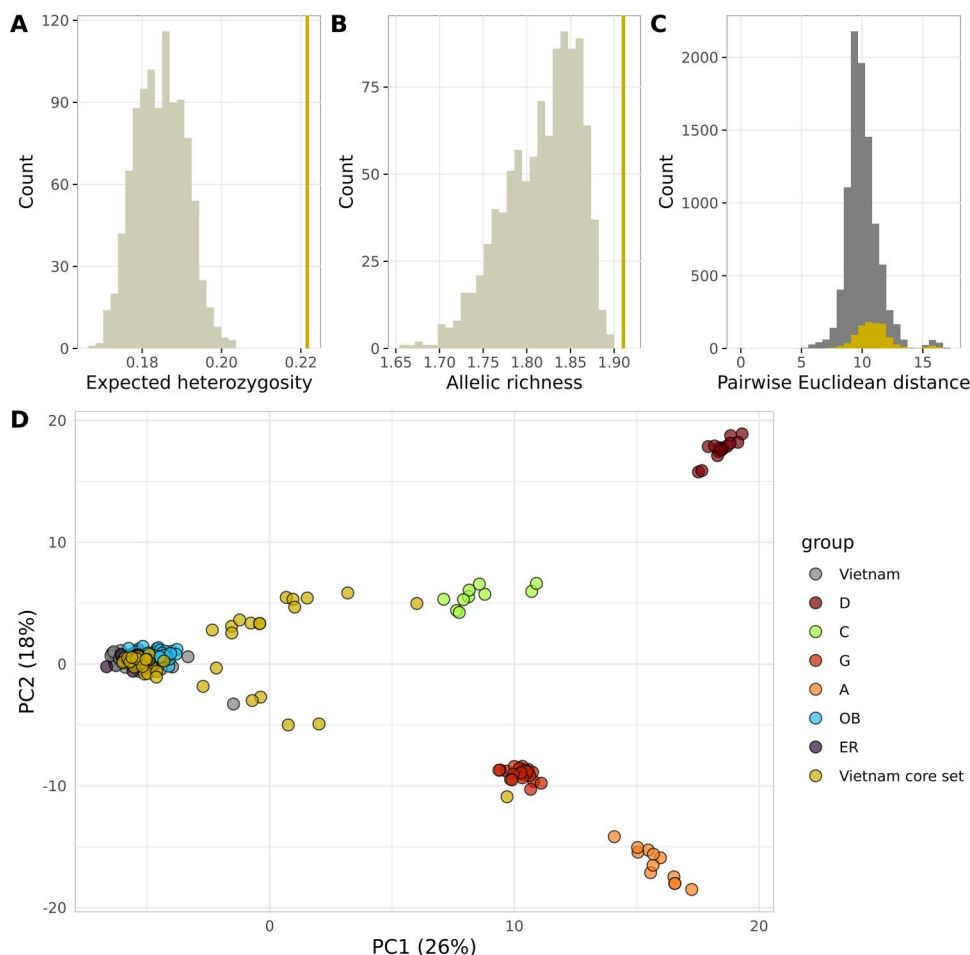 A
B
C
120
90
60
30
0
Count
0.18
0.20
0.22
Expected heterozygosity
75
50
25
0
Count
1.65
1.70
1.75
1.80
1.85
1.90
Allelic richness
2000
1500
1000
500
0
Count
0
5
10
15
Pairwise Euclidean distance
D
20
10
0
-10
-20
PC2 (18%)
0
10
20
PC1 (26%)
group
Vietnam
D
C
G
A
OB
ER
Vietnam core set